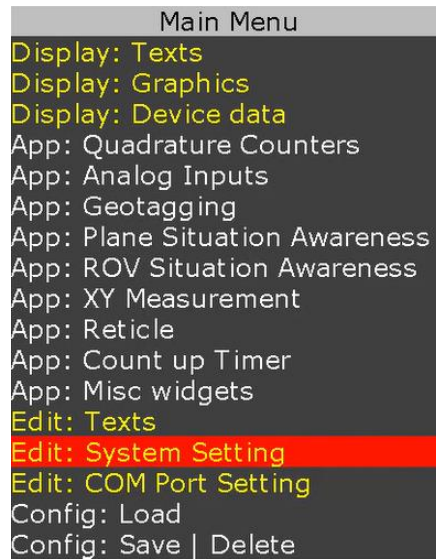 Main Menu
Display: Texts
Display: Graphics
Display: Device data
App: Quadrature Counters
App: Analog Inputs
App: Geotagging
App: Plane Situation Awareness
App: ROV Situation Awareness
App: XY Measurement
App: Reticle
App: Count up Timer
App: Misc widgets
Edit: Texts
Edit: System Setting
Edit: COM Port Setting
Config: Load
Config: Save | Delete